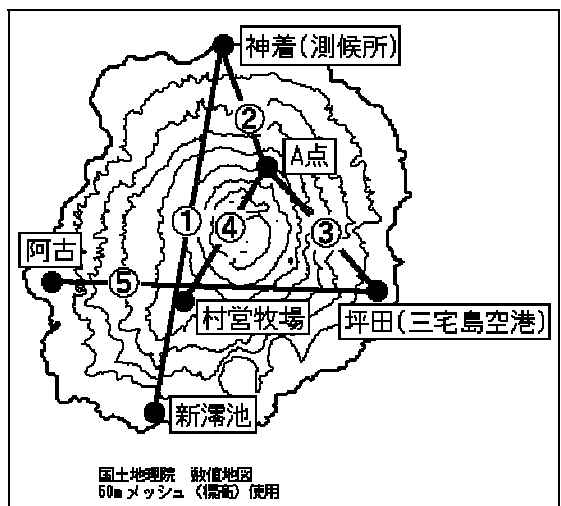 神着(測候所)
②
A点
①
④
③
阿古
⑤
村営牧場
坪田(三宅島空港)
新澪池
国土地理院 数値地図
50mメッシュ(標高)使用